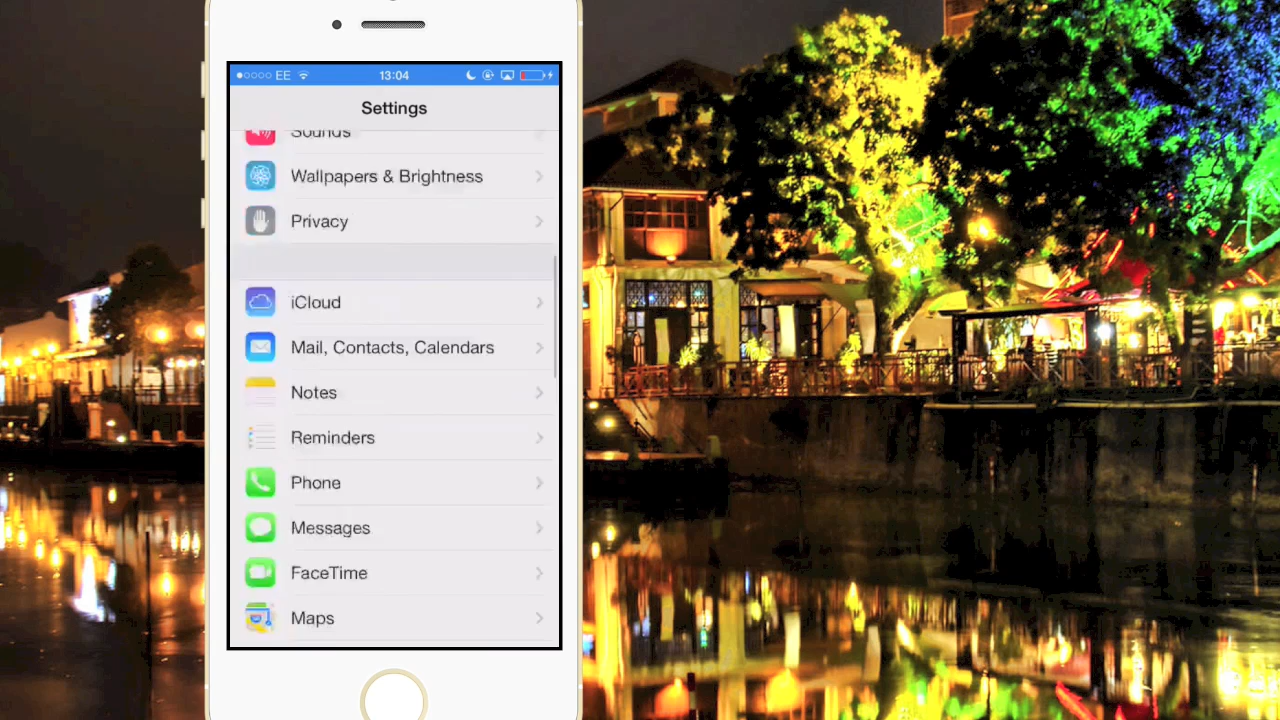 EE 13:04
Settings
Sounds
Wallpapers & Brightness
Privacy
iCloud
Mail, Contacts, Calendars
Notes
Reminders
Phone
Messages
FaceTime
Maps